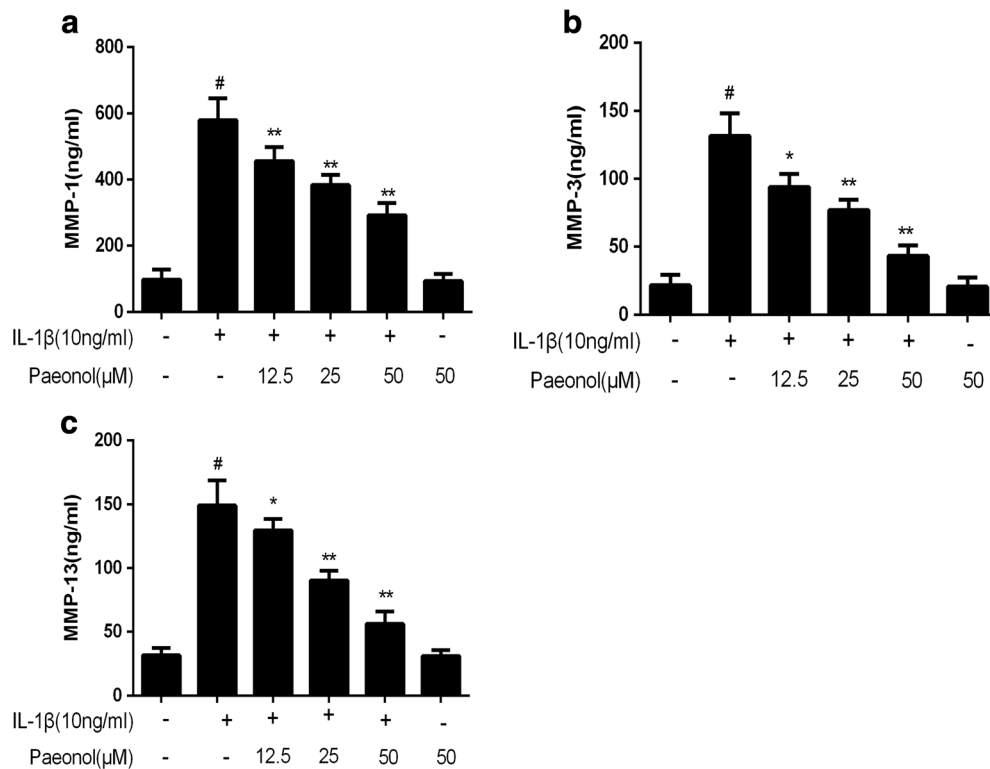 a
MMP-1(ng/ml)
800
600
400
200
0
#
**
**
**
IL-1β(10ng/ml) - + + + + -
Paeonol(μM) - - 12.5 25 50 50
b
MMP-3(ng/ml)
200
150
100
50
0
#
*
**
**
IL-1β(10ng/ml) - + + + + -
Paeonol(μM) - - 12.5 25 50 50
c
MMP-13(ng/ml)
200
150
100
50
0
#
*
**
**
IL-1β(10ng/ml) - + + + + -
Paeonol(μM) - - 12.5 25 50 50